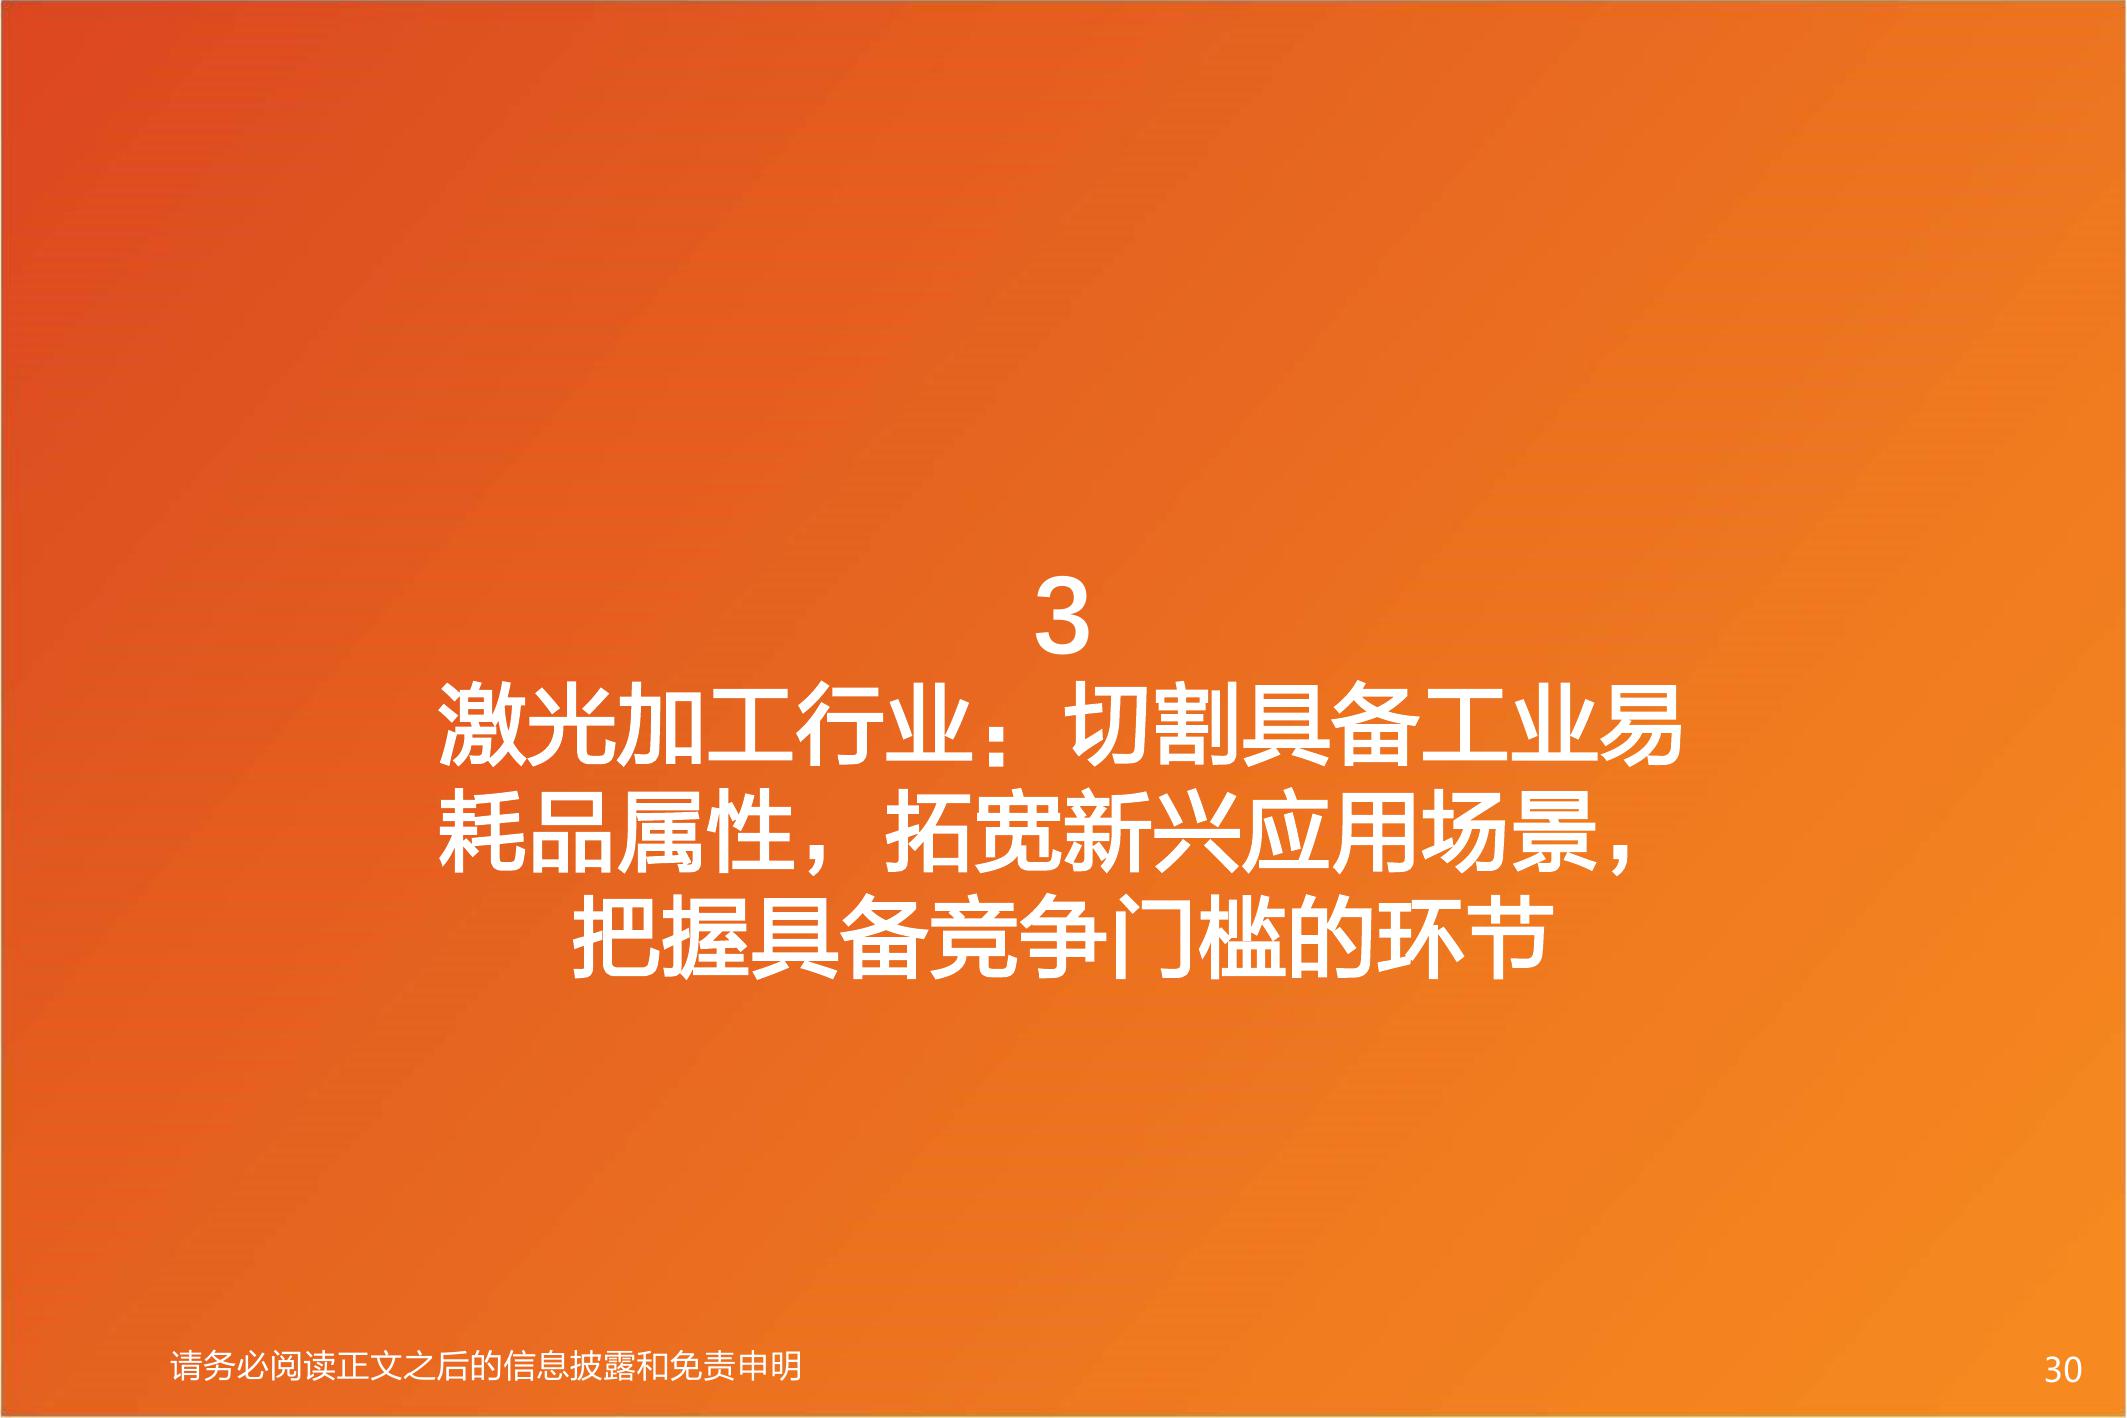 3
激光加工行业：切割具备工业易
耗品属性，拓宽新兴应用场景，
把握具备竞争门槛的环节
请务必阅读正文之后的信息披露和免责申明
30